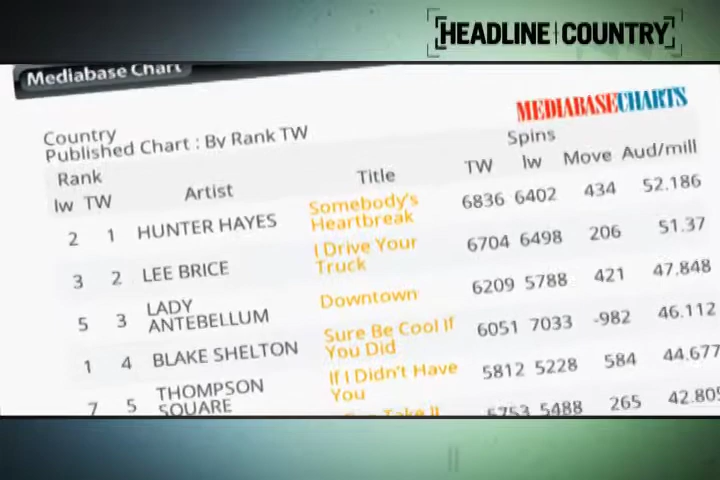 HEADLINE COUNTRY
Mediabase Chart
MEDIABASECHARTS
Country
Published Chart : By Rank TW
Spins
Rank
lw TW Artist Title TW lw Move Aud/mill
2 1 HUNTER HAYES Somebody's Heartbreak 6836 6402 434 52.186
3 2 LEE BRICE I Drive Your Truck 6704 6498 206 51.37
5 3 LADY ANTEBELLUM Downtown 6209 5788 421 47.848
1 4 BLAKE SHELTON Sure Be Cool If You Did 6051 7033 -982 46.112
7 5 THOMPSON SQUARE If I Didn't Have You 5812 5228 584 44.677
Take It 5753 5488 265 42.805